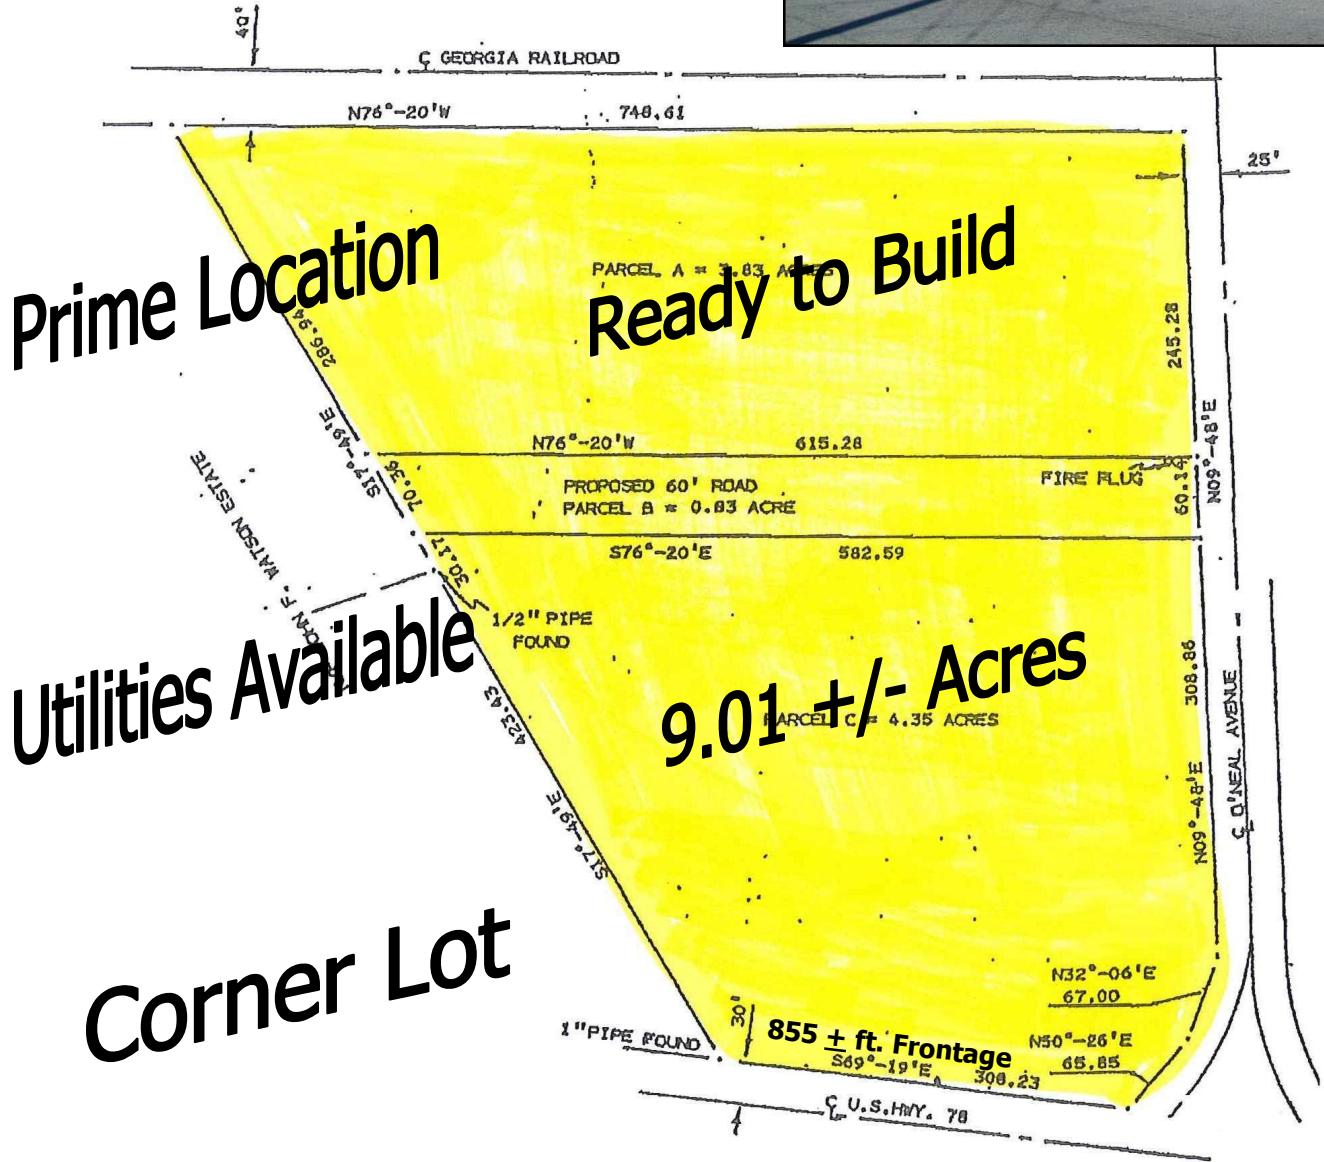 40'
℄ GEORGIA RAILROAD
N76°-20'W 748.61
25'
Prime Location
Ready to Build
PARCEL A = 3.83 ACRES
286.94
245.28
S17°-49'E
N76°-20'W 615.28
N09°-48'E
70.36
PROPOSED 60' ROAD
PARCEL B = 0.83 ACRE
FIRE PLUG
60.14
JOHN F. WATSON ESTATE
S76°-20'E 582.59
30.17
1/2" PIPE
FOUND
Utilities Available
9.01 +/- Acres
PARCEL C = 4.35 ACRES
308.86
423.43
℄ O'NEAL AVENUE
N09°-48'E
S17°-49'E
Corner Lot
N32°-06'E
67.00
30'
1" PIPE FOUND
855 ± ft. Frontage
N50°-26'E
65.85
S69°-19'E 308.23
℄ U.S.HWY. 78